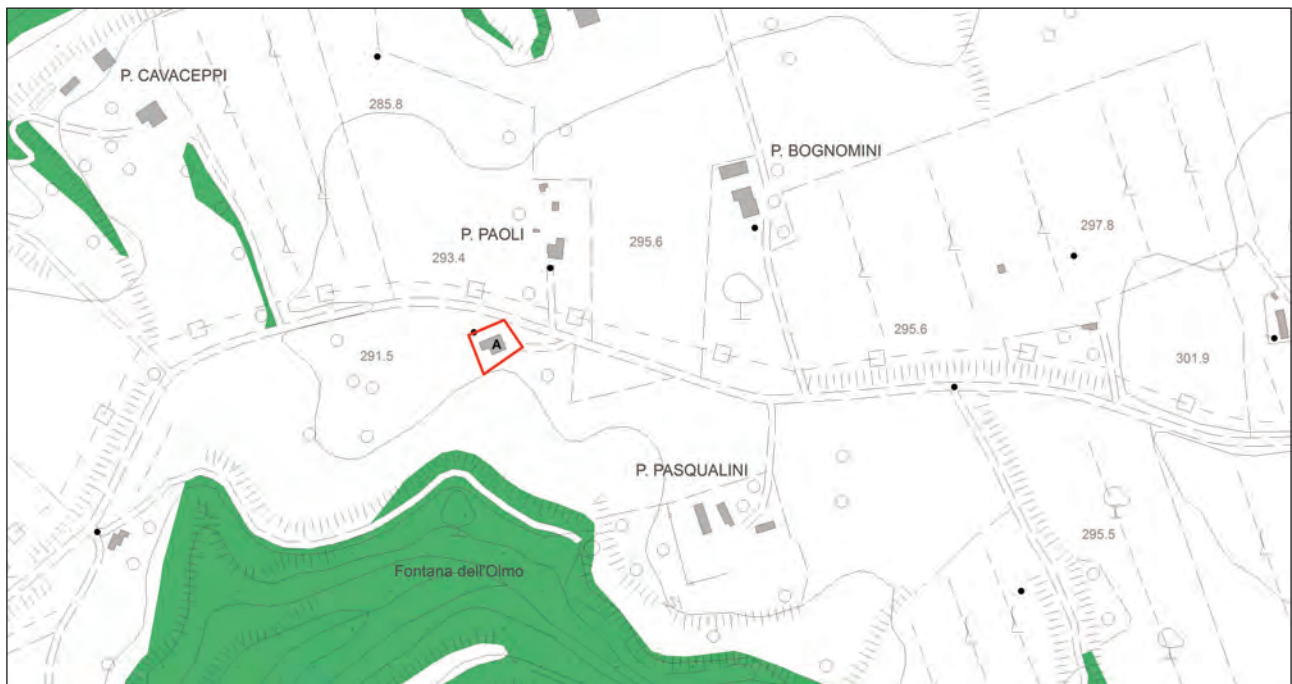 P. CAVACEPPI
285.8
P. BOGNOMINI
297.8
P. PAOLI
295.6
293.4
295.6
A
291.5
301.9
P. PASQUALINI
295.5
Fontana dell'Olmo